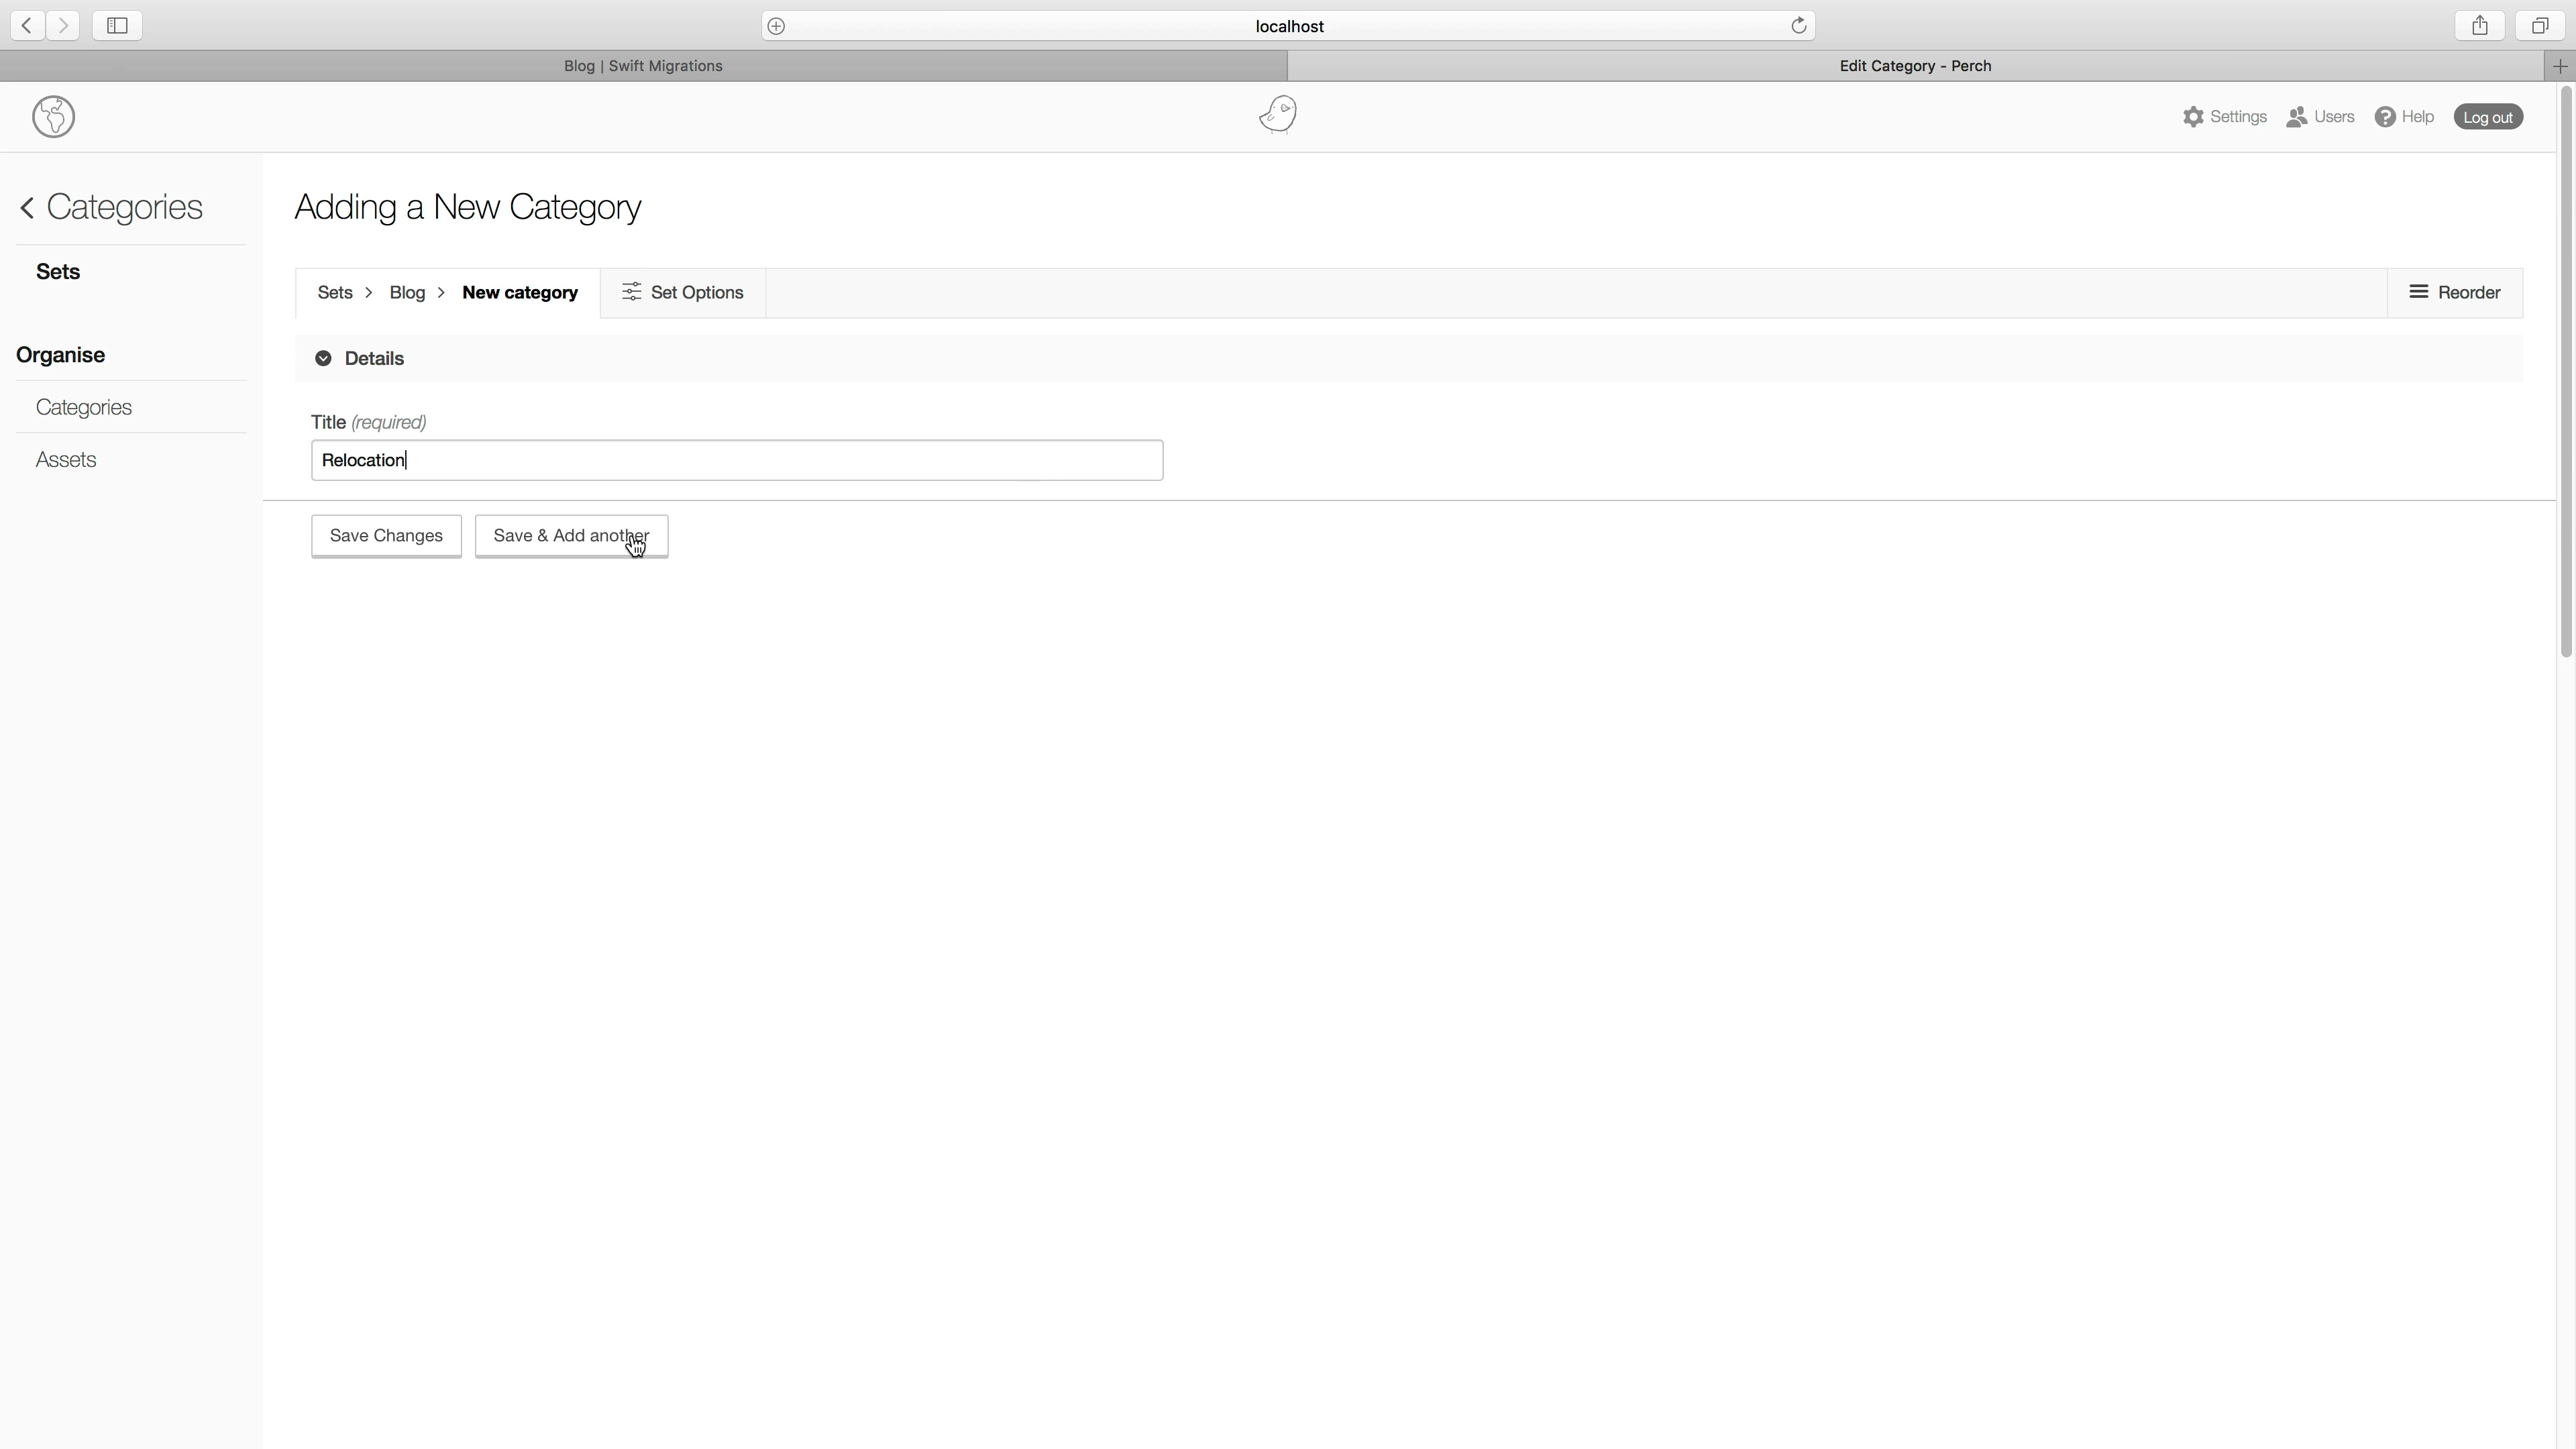 localhost
Blog | Swift Migrations
Edit Category - Perch
Settings
Users
Help
Log out
Categories
Adding a New Category
Sets
Sets > Blog > New category
Set Options
Reorder
Organise
Details
Categories
Title (required)
Relocation
Assets
Save Changes
Save & Add another